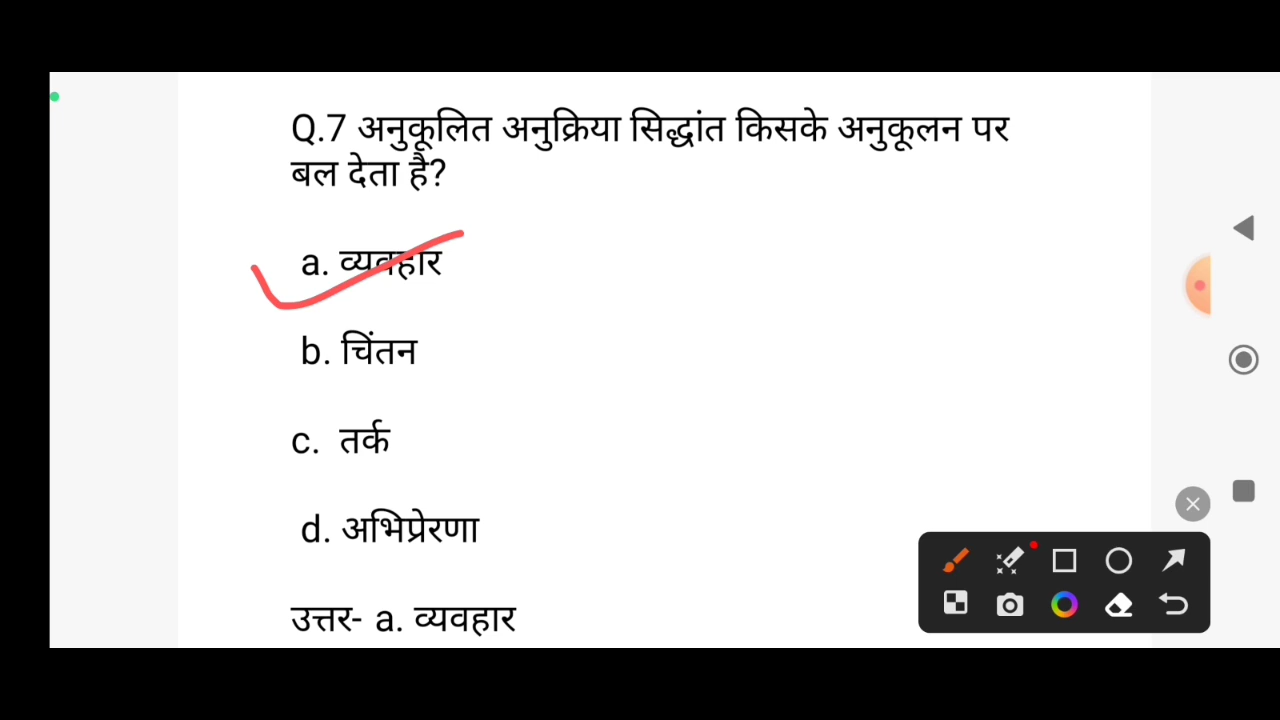 Q.7 अनुकूलित अनुक्रिया सिद्धांत किसके अनुकूलन पर
बल देता है?
a. व्यवहार
b. चिंतन
c. तर्क
d. अभिप्रेरणा
उत्तर- a. व्यवहार